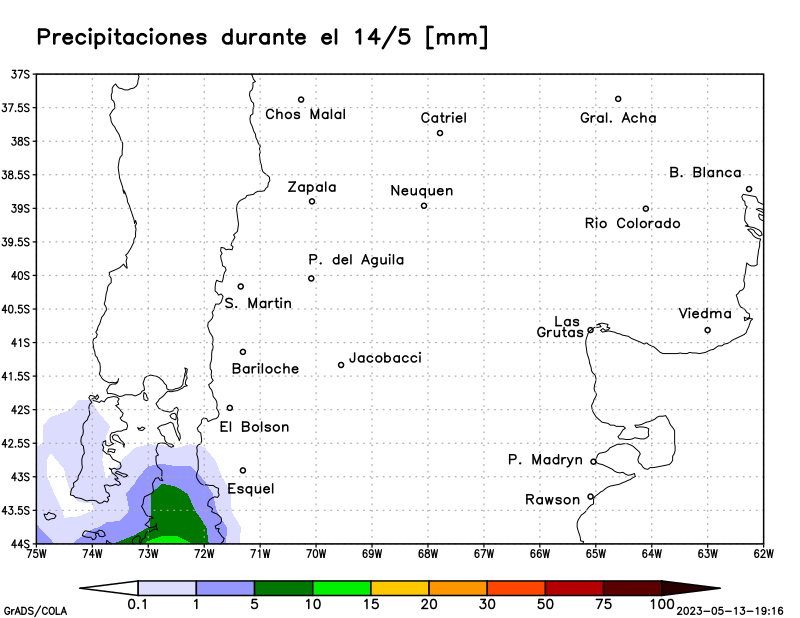 Precipitaciones durante el 14/5 [mm]
37S
37.5S
38S
38.5S
39S
39.5S
40S
40.5S
41S
41.5S
42S
42.5S
43S
43.5S
44S
Chos Malal
Catriel
Gral. Acha
B. Blanca
Zapala
Neuquen
Rio Colorado
P. del Aguila
S. Martin
Las
Grutas
Viedma
Bariloche
Jacobacci
El Bolson
P. Madryn
Esquel
Rawson
75W 74W 73W 72W 71W 70W 69W 68W 67W 66W 65W 64W 63W 62W
0.1 1 5 10 15 20 30 50 75 100
GrADS/COLA
2023-05-13-19:16